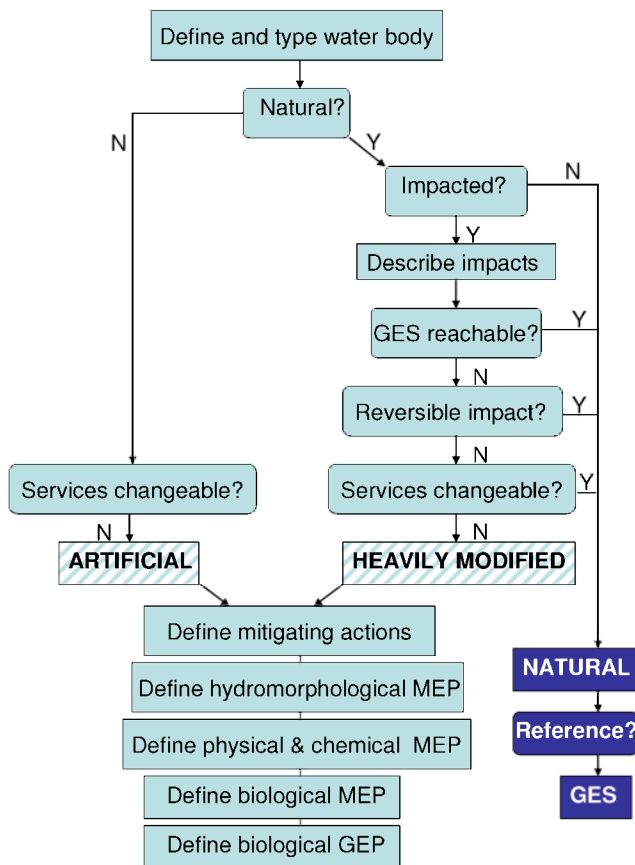 Define and type water body
Natural?
N
Y
Impacted?
N
Y
Describe impacts
GES reachable?
Y
N
Reversible impact?
Y
N
Services changeable?
Services changeable?
Y
N
N
ARTIFICIAL
HEAVILY MODIFIED
Define mitigating actions
Define hydromorphological MEP
Define physical & chemical MEP
Define biological MEP
Define biological GEP
NATURAL
Reference?
GES